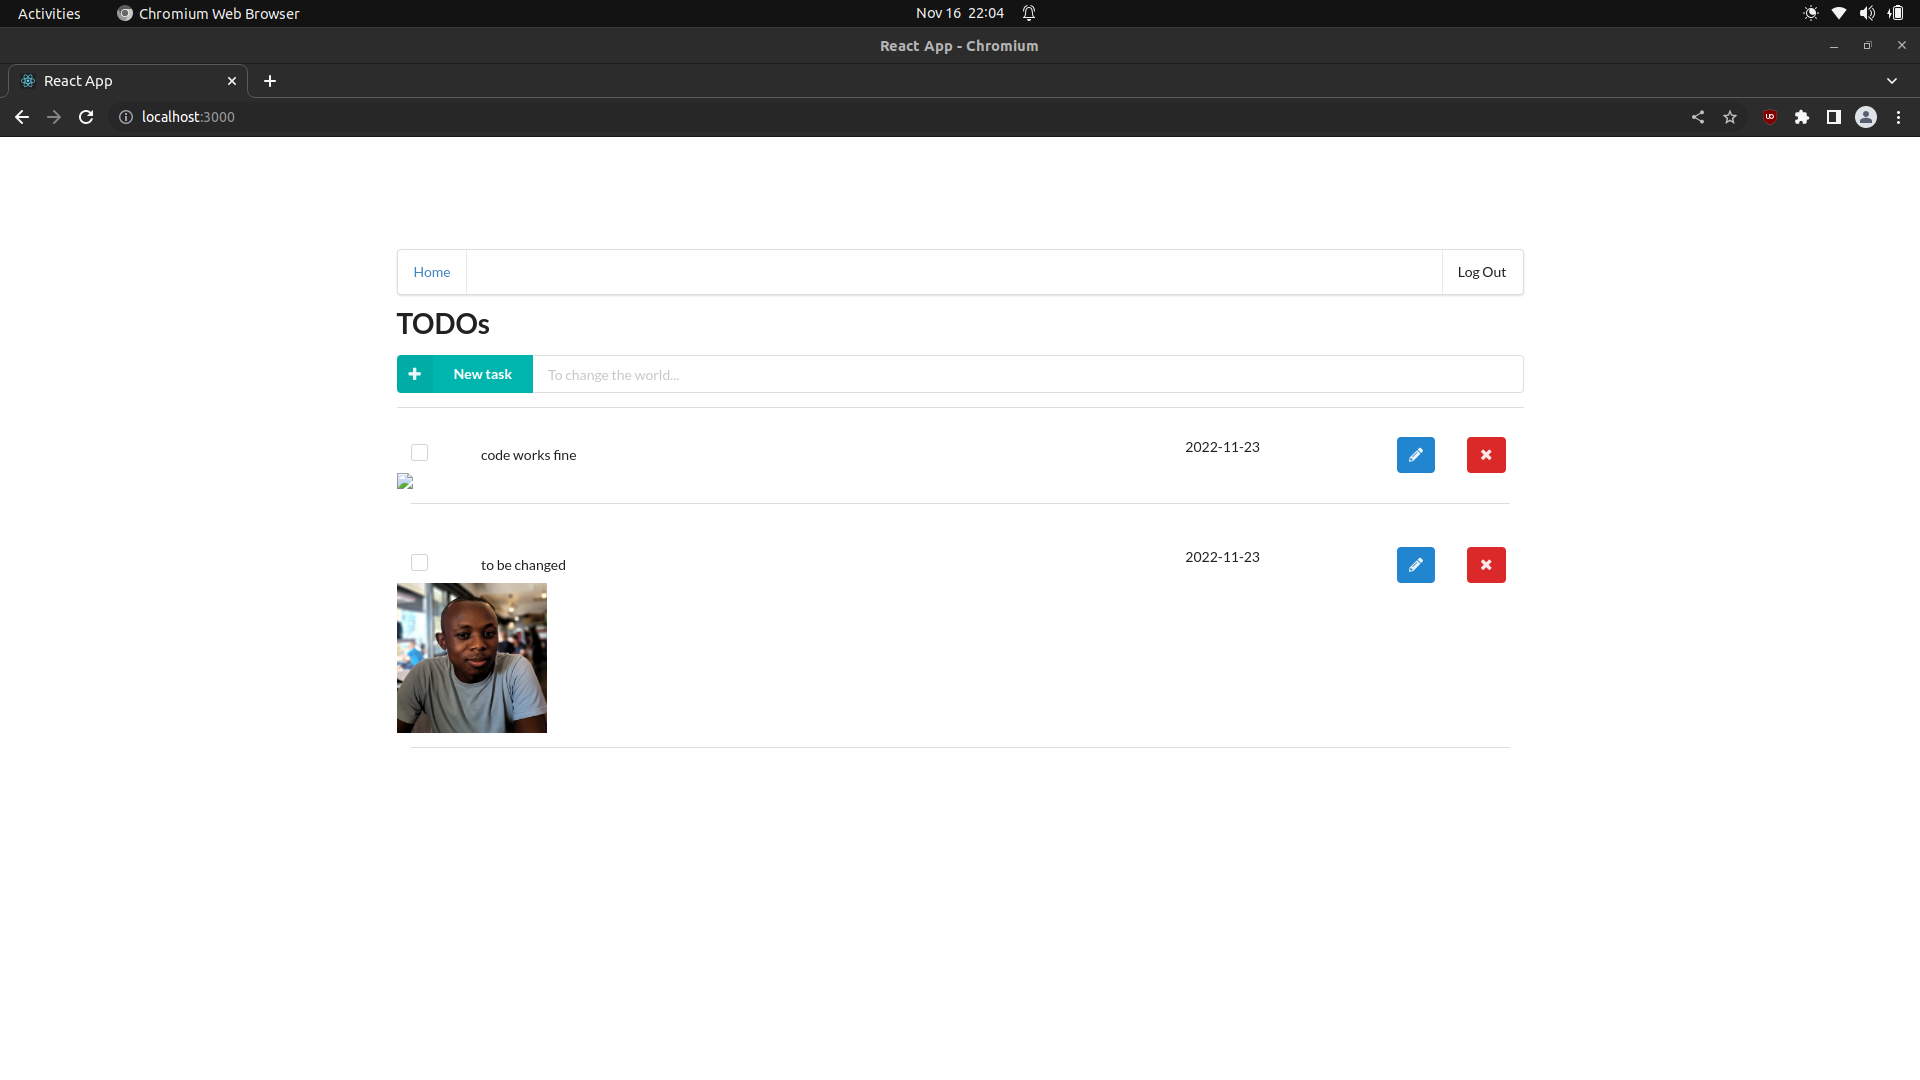 Activities Chromium Web Browser Nov 16 22:04
React App - Chromium
React App
localhost:3000
Home Log Out
TODOs
New task To change the world...
code works fine 2022-11-23
to be changed 2022-11-23